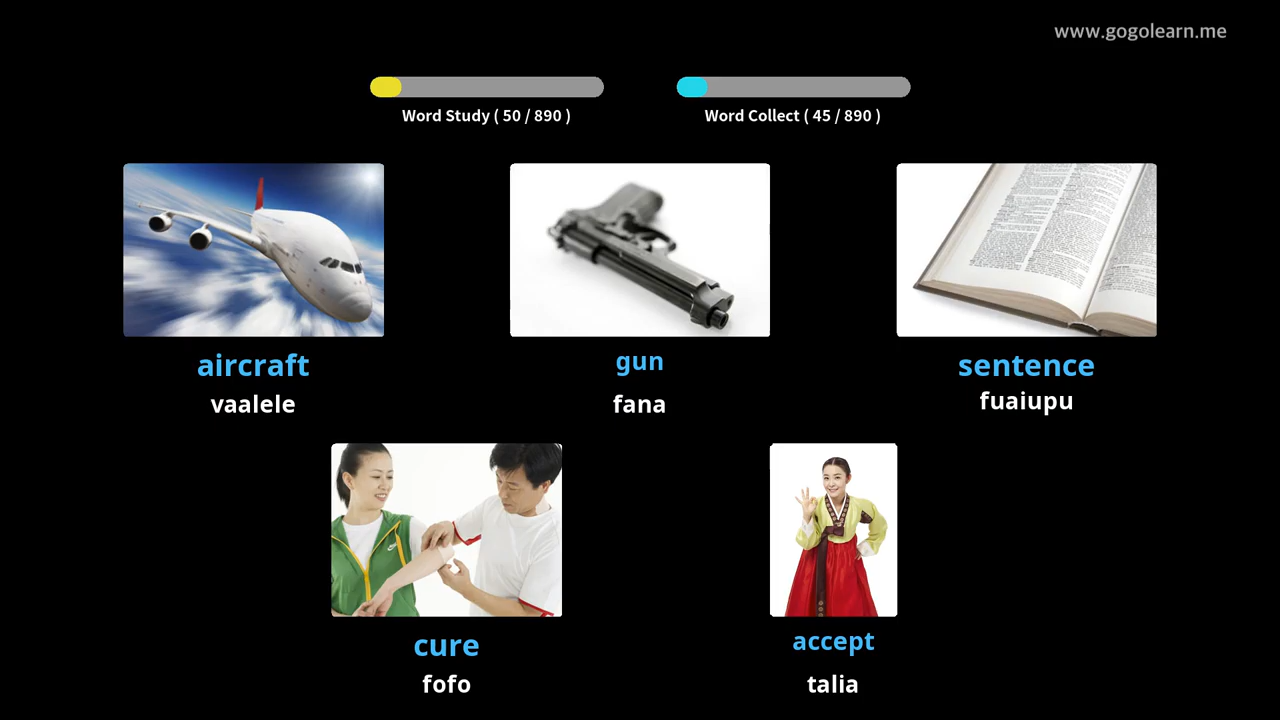 www.gogolearn.me
Word Study ( 50 / 890 )
Word Collect ( 45 / 890 )
aircraft
vaalele
gun
fana
sentence
fuaiupu
cure
fofo
accept
talia